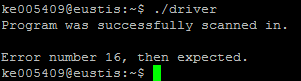 ke005409@eustis:~$ ./driver
Program was successfully scanned in.
Error number 16, then expected.
ke005409@eustis:~$